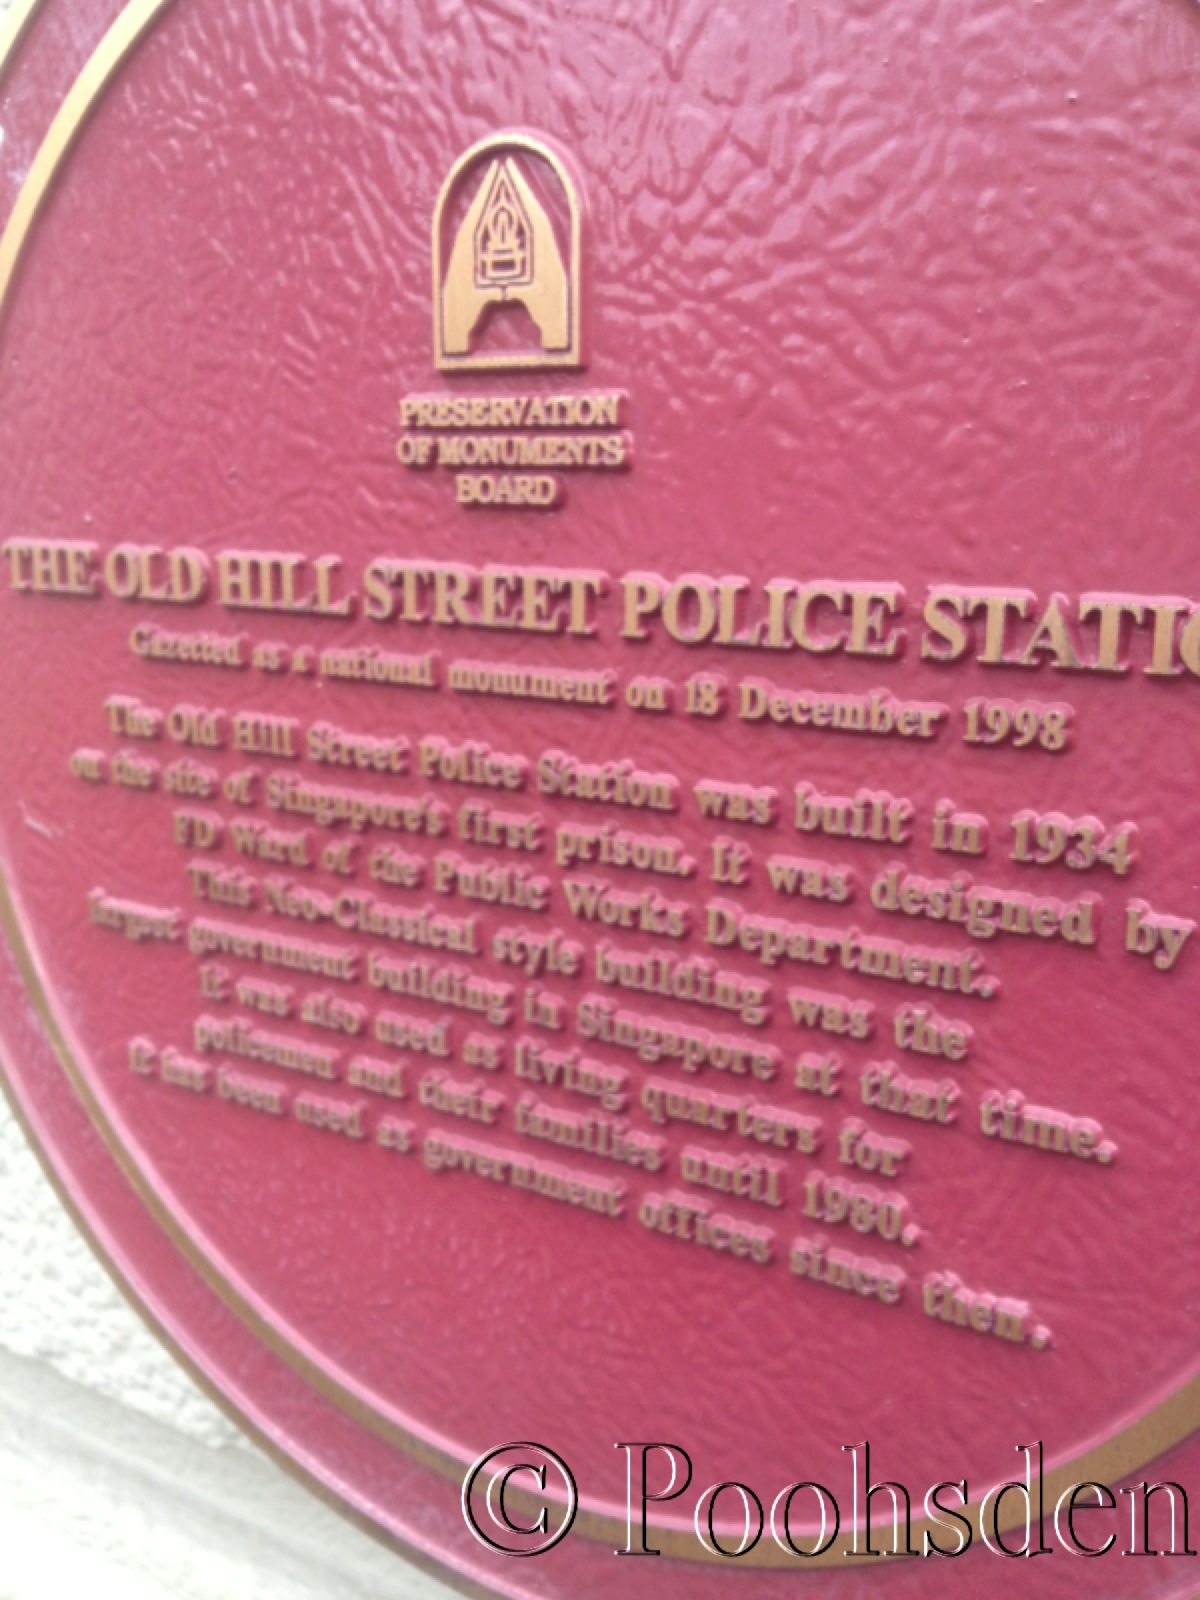 PRESERVATION
OF MONUMENTS
BOARD
THE OLD HILL STREET POLICE STATIO
Gazetted as a national monument on 18 December 1998
The Old Hill Street Police Station was built in 1934
on the site of Singapore's first prison. It was designed by
FD Ward of the Public Works Department.
This Neo-Classical style building was the
largest government building in Singapore at that time.
It was also used as living quarters for
policemen and their families until 1980.
It has been used as government offices since then.
© Poohsden